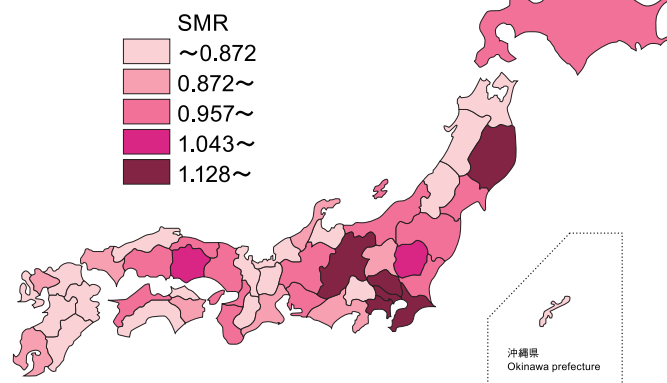 SMR
～0.872
0.872～
0.957～
1.043～
1.128～
沖縄県
Okinawa prefecture